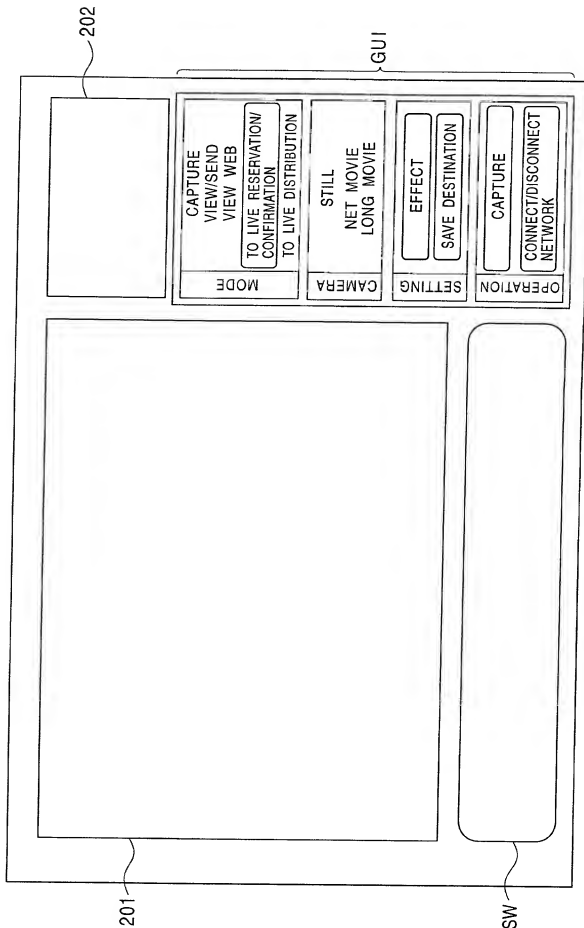 202
GUI
MODE
CAPTURE
VIEW/SEND
VIEW WEB
TO LIVE RESERVATION/
CONFIRMATION
TO LIVE DISTRIBUTION
CAMERA
STILL
NET MOVIE
LONG MOVIE
SETTING
EFFECT
SAVE DESTINATION
OPERATION
CAPTURE
CONNECT/DISCONNECT
NETWORK
201
SW